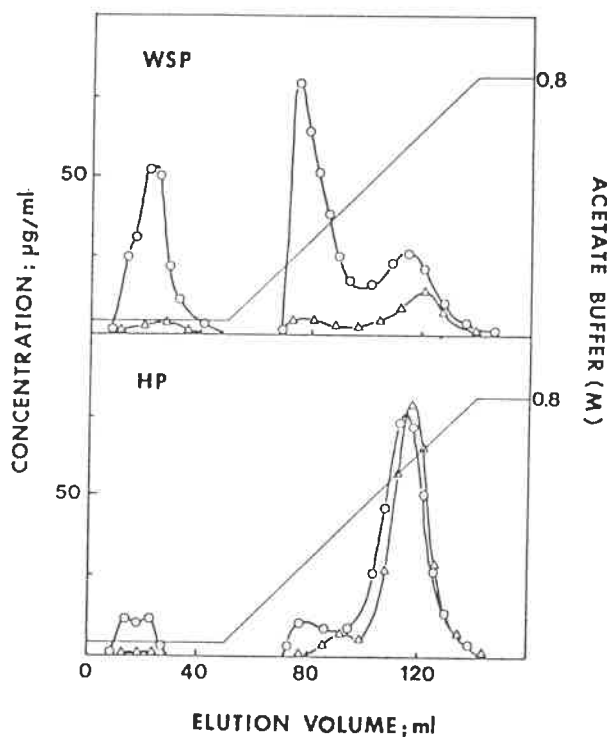 WSP
0.8
50
CONCENTRATION; µg/ml
ACETATE BUFFER (M)
HP
0.8
50
0
40
80
120
ELUTION VOLUME; ml